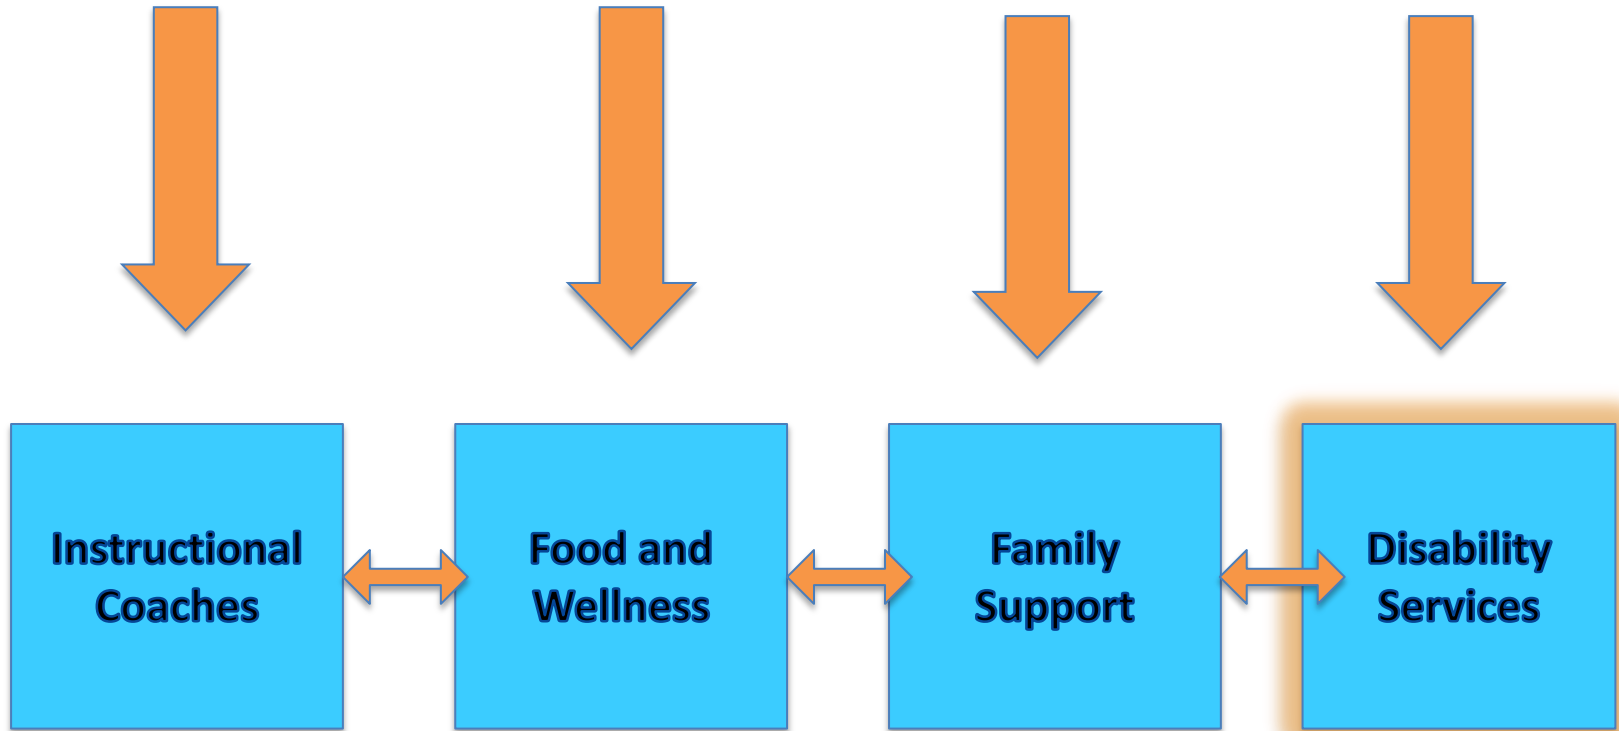 Instructional
Coaches
Food and
Wellness
Family
Support
Disability
Services